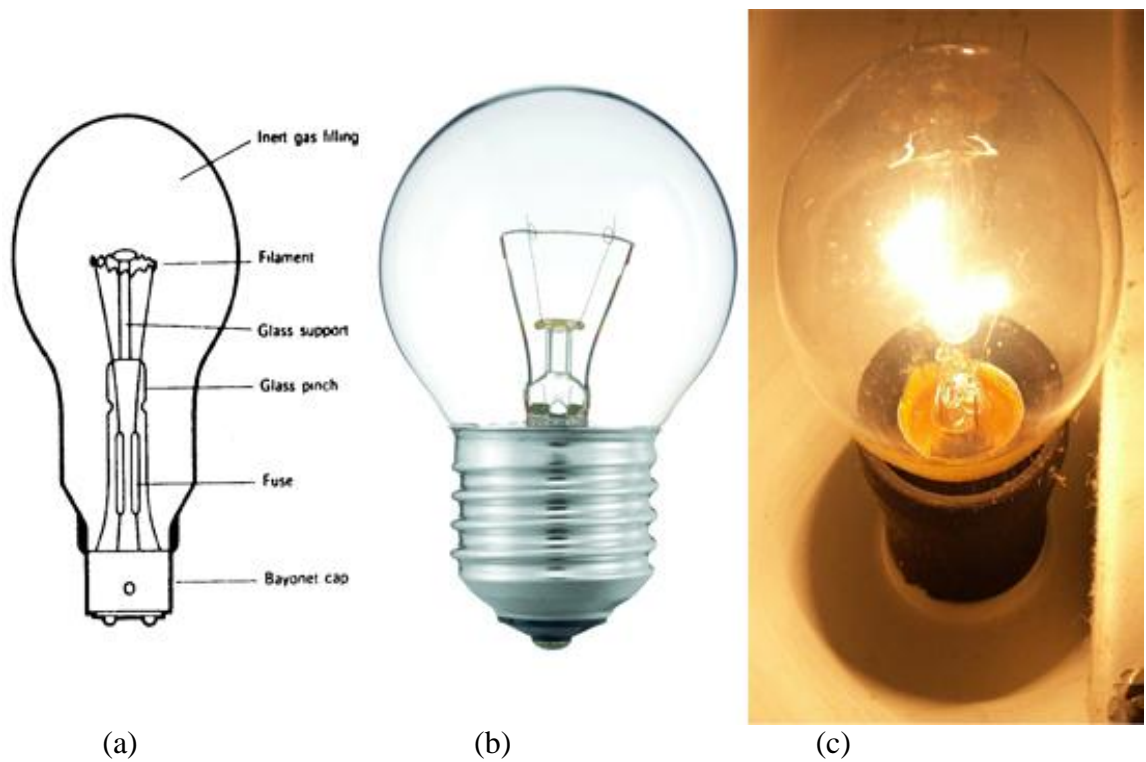 Inert gas filling
Filament
Glass support
Glass pinch
Fuse
Bayonet cap
(a)
(b)
(c)